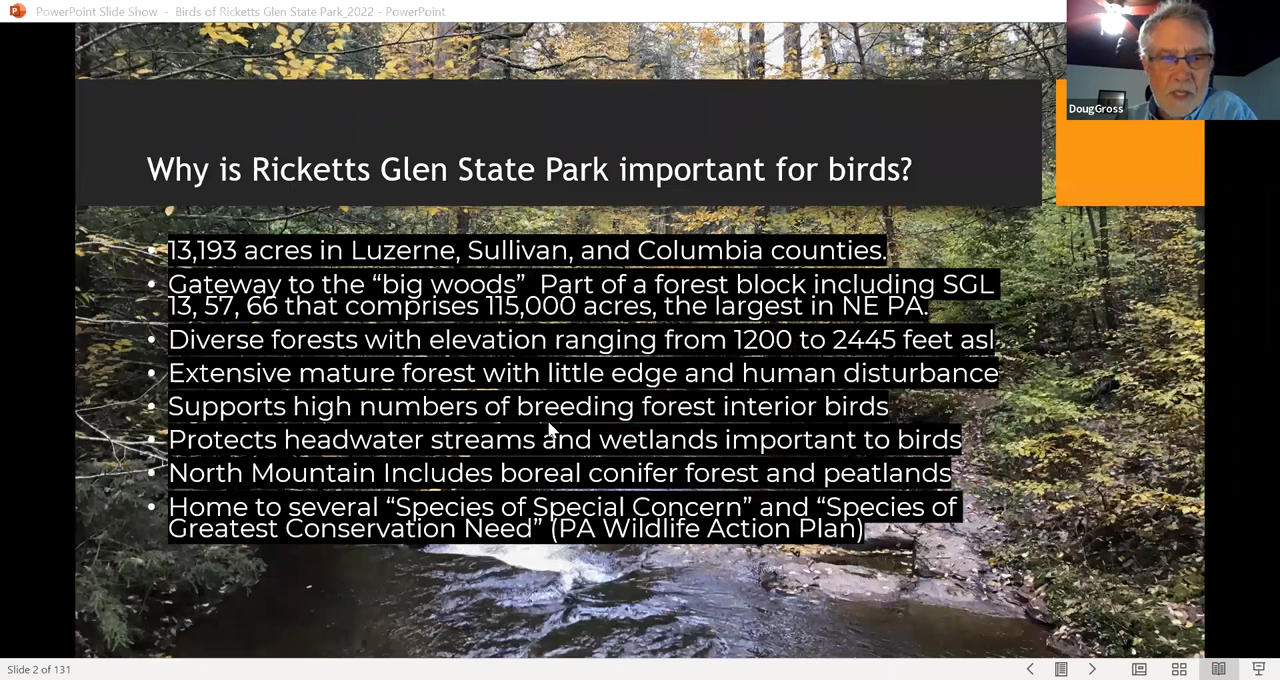 PowerPoint Slide Show - Birds of Ricketts Glen State Park_2022 - PowerPoint
DougGross
Why is Ricketts Glen State Park important for birds?
• 13,193 acres in Luzerne, Sullivan, and Columbia counties.
• Gateway to the “big woods” Part of a forest block including SGL
13, 57, 66 that comprises 115,000 acres, the largest in NE PA.
• Diverse forests with elevation ranging from 1200 to 2445 feet asl
• Extensive mature forest with little edge and human disturbance
• Supports high numbers of breeding forest interior birds
• Protects headwater streams and wetlands important to birds
• North Mountain Includes boreal conifer forest and peatlands
• Home to several “Species of Special Concern” and “Species of
Greatest Conservation Need” (PA Wildlife Action Plan)
Slide 2 of 131